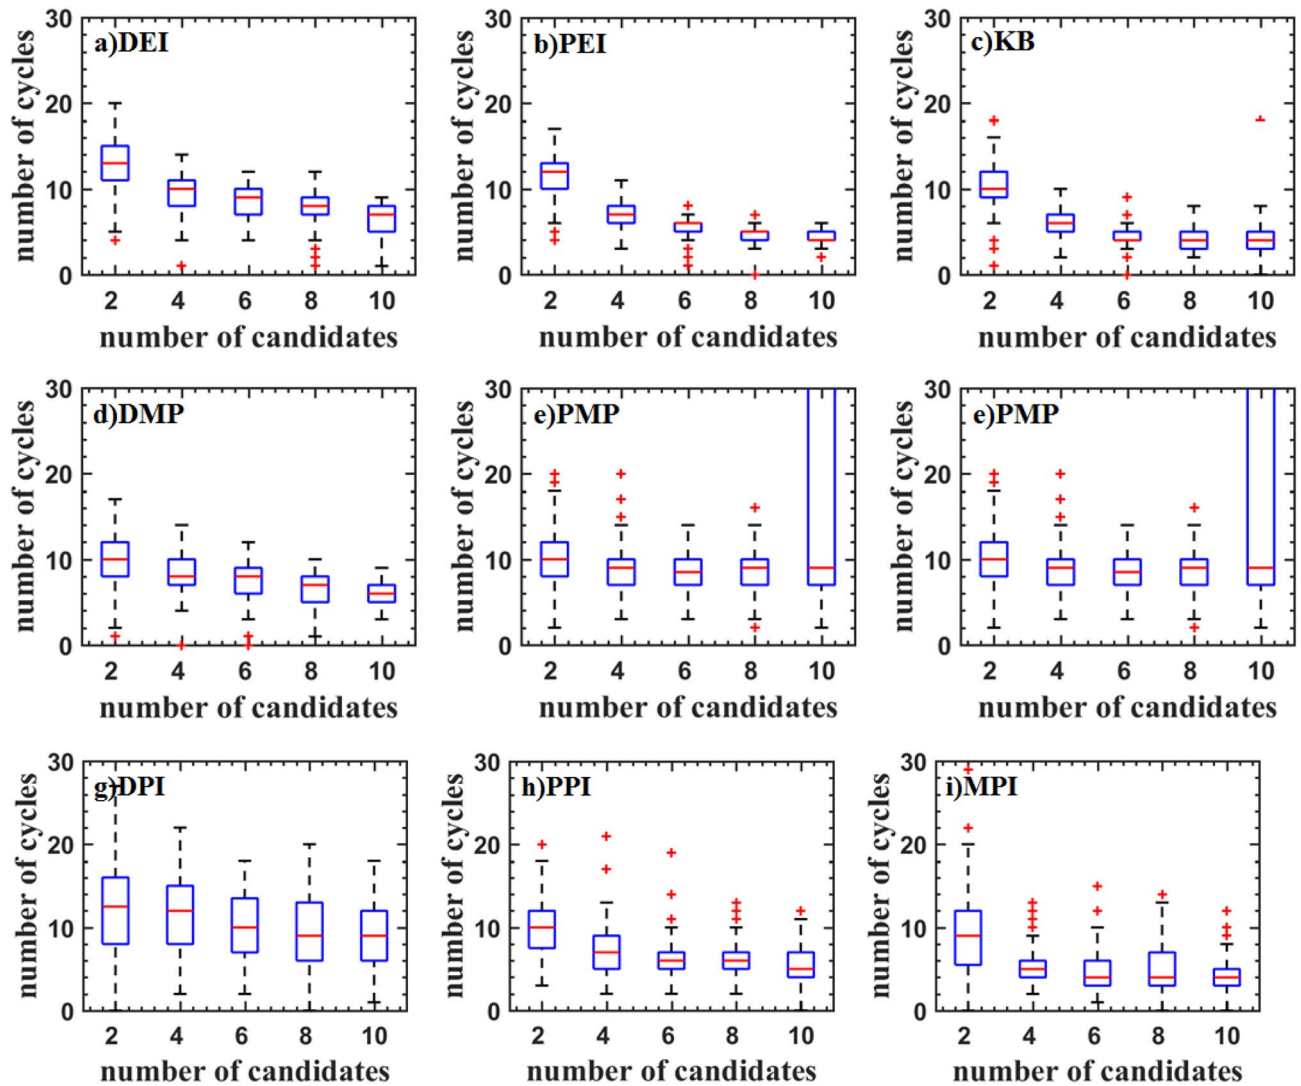 a)DEI
number of cycles
30
20
10
0
2 4 6 8 10
number of candidates
b)PEI
number of cycles
30
20
10
0
2 4 6 8 10
number of candidates
c)KB
number of cycles
30
20
10
0
2 4 6 8 10
number of candidates
d)DMP
number of cycles
30
20
10
0
2 4 6 8 10
number of candidates
e)PMP
number of cycles
30
20
10
0
2 4 6 8 10
number of candidates
e)PMP
number of cycles
30
20
10
0
2 4 6 8 10
number of candidates
g)DPI
number of cycles
30
20
10
0
2 4 6 8 10
number of candidates
h)PPI
number of cycles
30
20
10
0
2 4 6 8 10
number of candidates
i)MPI
number of cycles
30
20
10
0
2 4 6 8 10
number of candidates